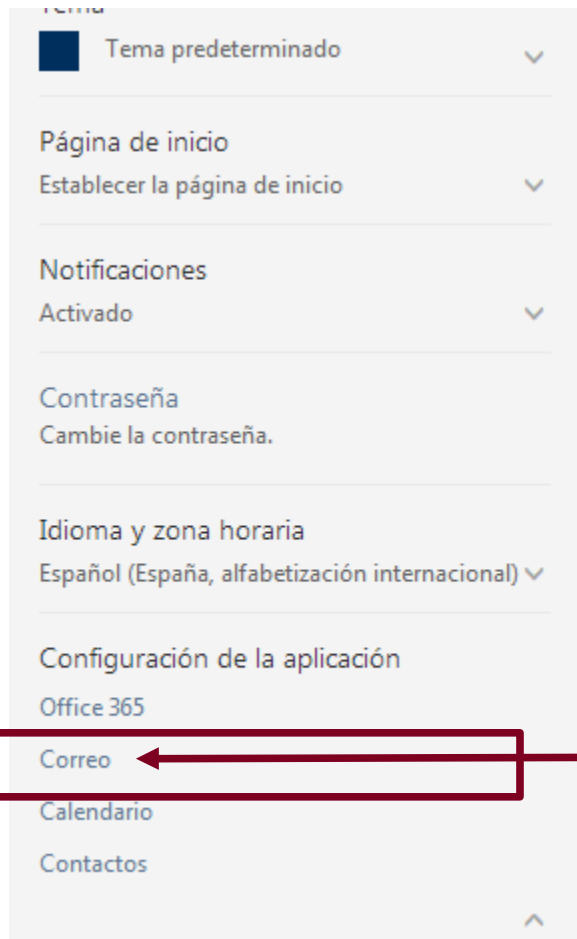 Tema
Tema predeterminado
Página de inicio
Establecer la página de inicio
Notificaciones
Activado
Contraseña
Cambie la contraseña.
Idioma y zona horaria
Español (España, alfabetización internacional)
Configuración de la aplicación
Office 365
Correo
Calendario
Contactos